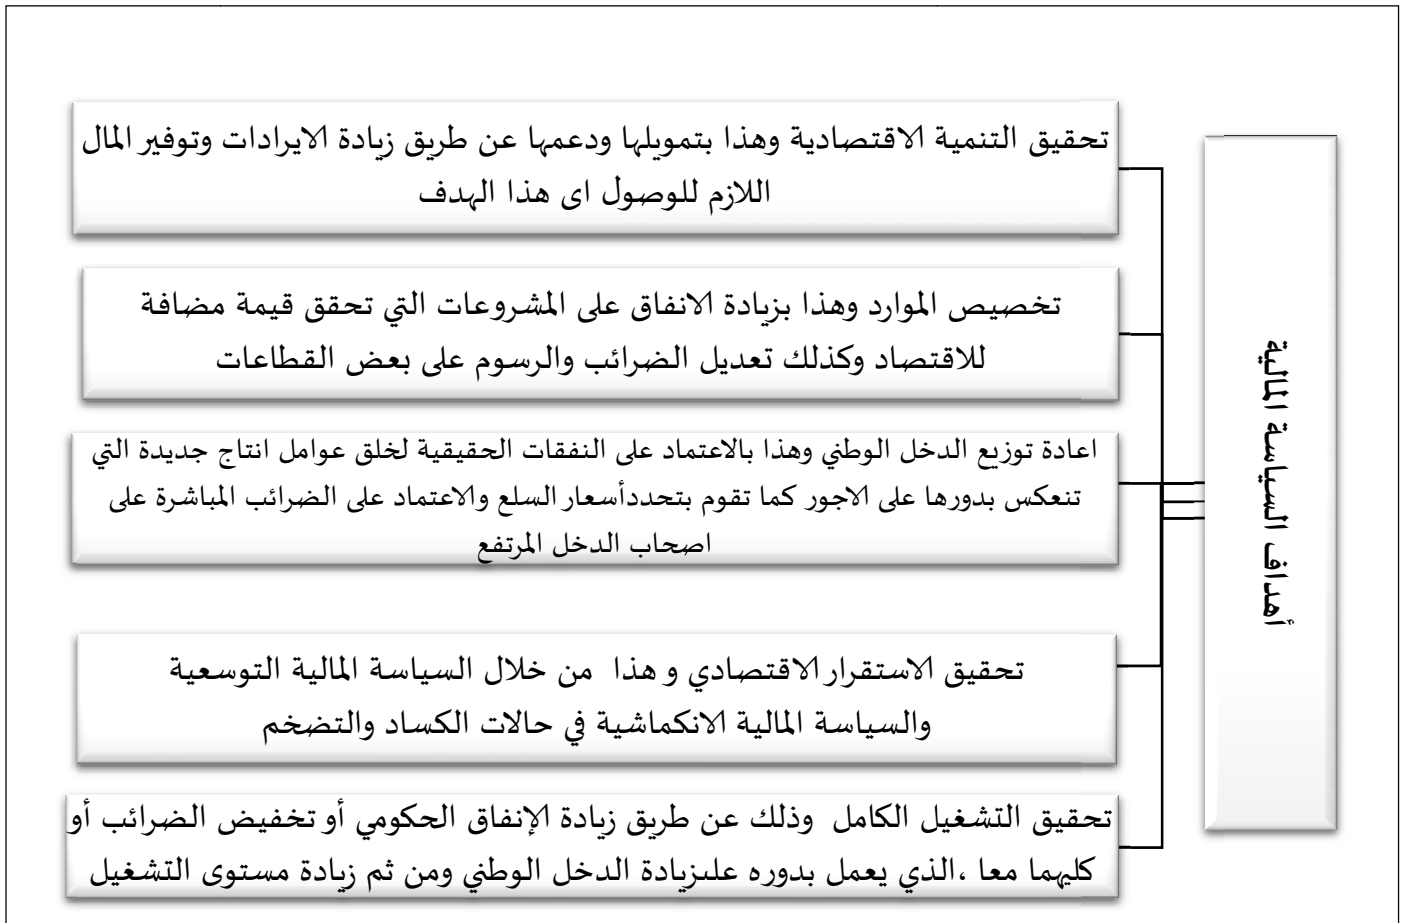 أهداف السياسة المالية
تحقيق التنمية الاقتصادية وهذا بتمويلها ودعمها عن طريق زيادة الايرادات وتوفير المال
اللازم للوصول اى هذا الهدف
تخصيص الموارد وهذا بزيادة الانفاق على المشروعات التي تحقق قيمة مضافة
للاقتصاد وكذلك تعديل الضرائب والرسوم على بعض القطاعات
اعادة توزيع الدخل الوطني وهذا بالاعتماد على النفقات الحقيقية لخلق عوامل انتاج جديدة التي
تنعكس بدورها على الاجور كما تقوم بتحددأسعار السلع والاعتماد على الضرائب المباشرة على
اصحاب الدخل المرتفع
تحقيق الاستقرار الاقتصادي و هذا من خلال السياسة المالية التوسعية
والسياسة المالية الانكماشية في حالات الكساد والتضخم
تحقيق التشغيل الكامل وذلك عن طريق زيادة الإنفاق الحكومي أو تخفيض الضرائب أو
كليهما معا ،الذي يعمل بدوره علىزيادة الدخل الوطني ومن ثم زيادة مستوى التشغيل